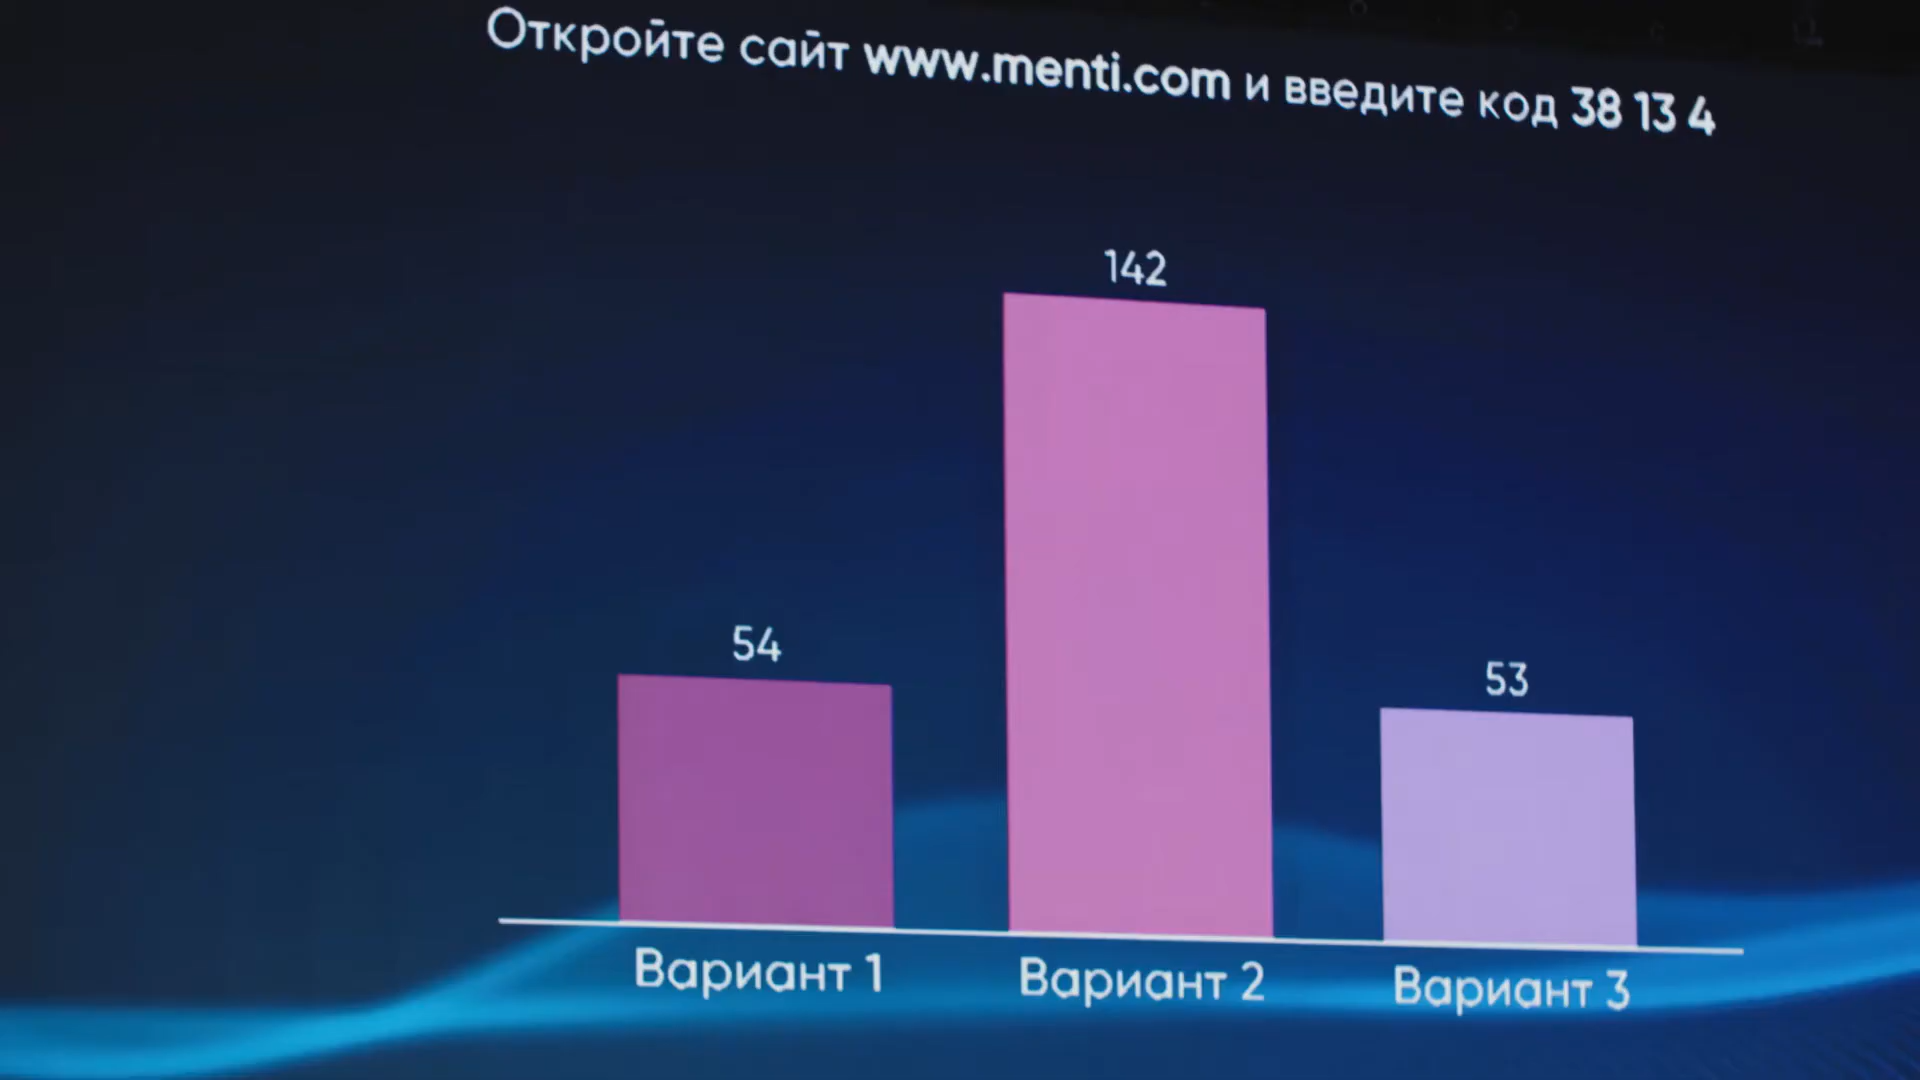 Откройте сайт www.menti.com и введите код 38 13 4
142
54
53
Вариант 1 Вариант 2 Вариант 3